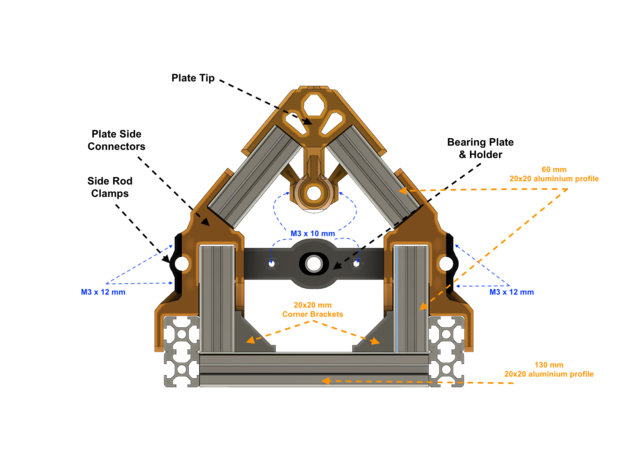 Plate Tip
Plate Side
Connectors
Bearing Plate
& Holder
60 mm
20x20 aluminium profile
Side Rod
Clamps
M3 x 10 mm
M3 x 12 mm
M3 x 12 mm
20x20 mm
Corner Brackets
130 mm
20x20 aluminium profile